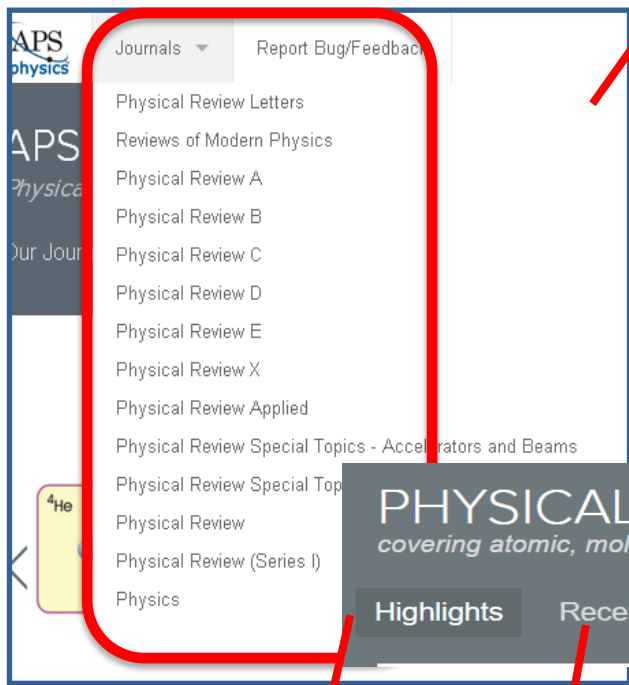 APS
physics
Journals Report Bug/Feedback
Physical Review Letters
Reviews of Modern Physics
Physical Review A
Physical Review B
Physical Review C
Physical Review D
Physical Review E
Physical Review X
Physical Review Applied
Physical Review Special Topics - Accelerators and Beams
Physical Review Special Top
Physical Review
Physical Review (Series I)
Physics
APS
Physica
Our Jour
4He
PHYSICAL
covering atomic, mol
Highlights Rece